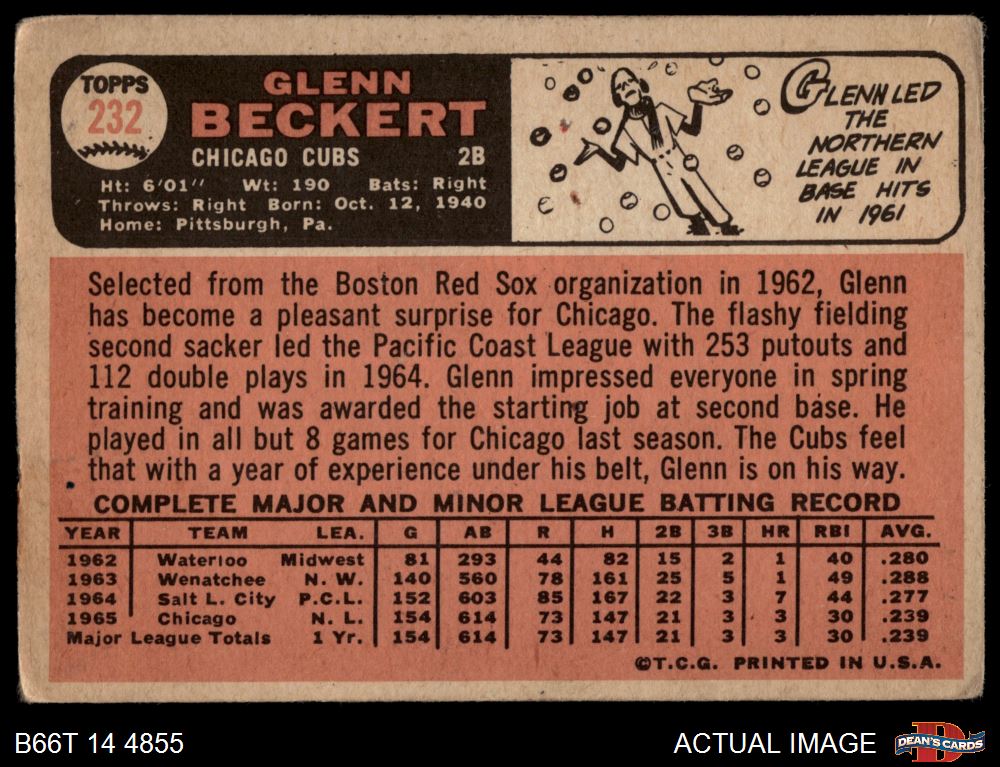 TOPPS
232
GLENN
BECKERT
CHICAGO CUBS 2B
Ht: 6'01" Wt: 190 Bats: Right
Throws: Right Born: Oct. 12, 1940
Home: Pittsburgh, Pa.
GLENN LED
THE
NORTHERN
LEAGUE IN
BASE HITS
IN 1961
Selected from the Boston Red Sox organization in 1962, Glenn
has become a pleasant surprise for Chicago. The flashy fielding
second sacker led the Pacific Coast League with 253 putouts and
112 double plays in 1964. Glenn impressed everyone in spring
training and was awarded the starting job at second base. He
played in all but 8 games for Chicago last season. The Cubs feel
that with a year of experience under his belt, Glenn is on his way.
COMPLETE MAJOR AND MINOR LEAGUE BATTING RECORD
YEAR TEAM LEA. G AB R H 2B 3B HR RBI AVG.
1962 Waterloo Midwest 81 293 44 82 15 2 1 40 .280
1963 Wenatchee N. W. 140 560 78 161 25 5 1 49 .288
1964 Salt L. City P.C.L. 152 603 85 167 22 3 7 44 .277
1965 Chicago N. L. 154 614 73 147 21 3 3 30 .239
Major League Totals 1 Yr. 154 614 73 147 21 3 3 30 .239
©T.C.G. PRINTED IN U.S.A.
B66T 14 4855
ACTUAL IMAGE
D
DEAN'S CARDS